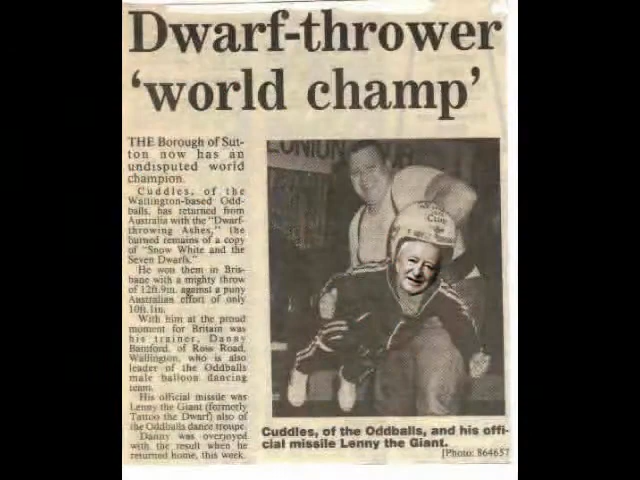 Dwarf-thrower
‘world champ’
THE Borough of Sut-
ton now has an
undisputed world
champion.
Cuddles, of the
Wallington-based Odd-
balls, has returned from
Australia with the "Dwarf-
throwing Ashes," the
burned remains of a copy
of "Snow White and the
Seven Dwarfs."
He won them in Bris-
bane with a mighty throw
of 12ft.9in. against a puny
Australian effort of only
10ft.1in.
With him at the proud
moment for Britain was
his trainer, Danny
Bamford, of Ross Road,
Wallington, who is also
leader of the Oddballs
male balloon dancing
team.
His official missile was
Lenny the Giant (formerly
Tattoo the Dwarf) also of
the Oddballs dance troupe.
Danny was overjoyed
with the result when he
returned home, this week.
Cuddles, of the Oddballs, and his offi-
cial missile Lenny the Giant.
[Photo: 864657